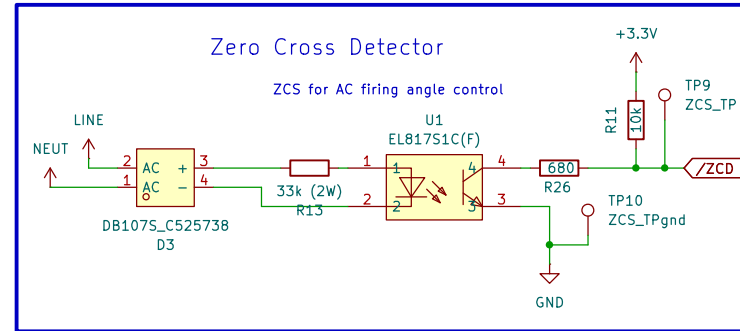 Zero Cross Detector
ZCS for AC firing angle control
+3.3V
TP9
ZCS_TP
R11
10k
LINE
NEUT
U1
EL817S1C(F)
2 AC + 3
1 AC - 4
33k (2W)
R13
1 1 4 4
2 2 3 3
680
R26
/ZCD
TP10
ZCS_TPgnd
DB107S_C525738
D3
GND